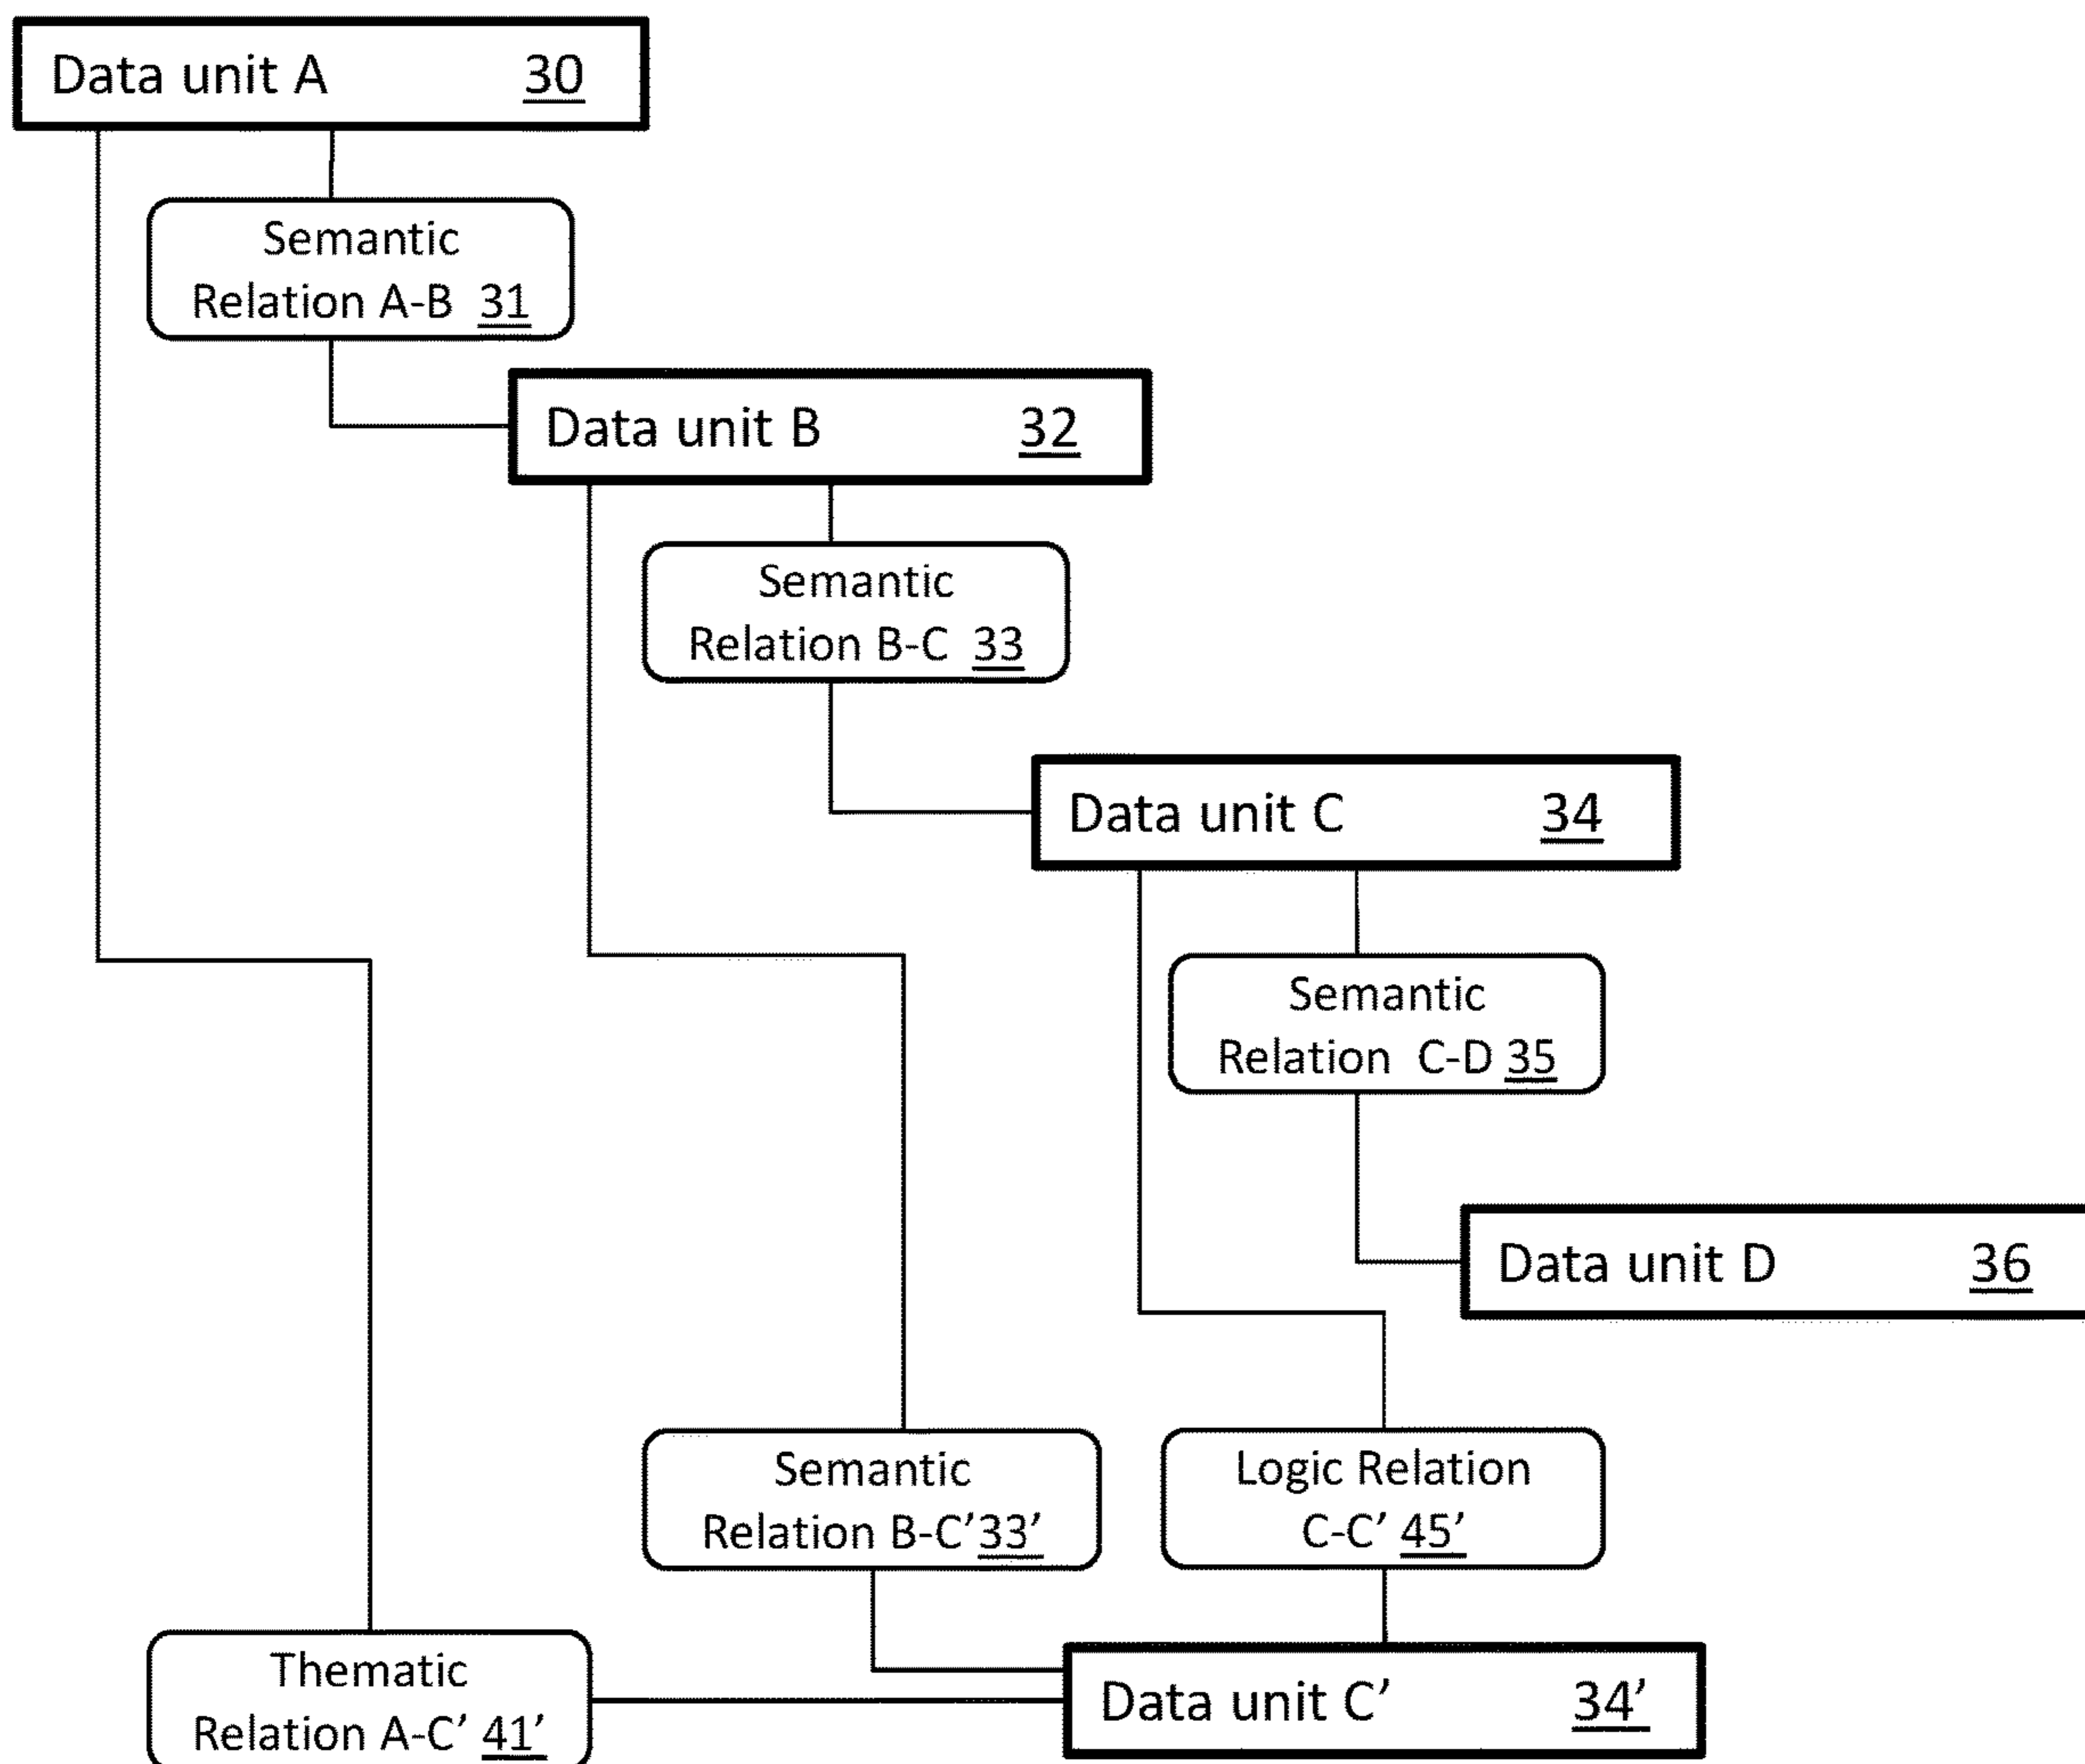 Data unit A 30
Semantic
Relation A-B 31
Data unit B 32
Semantic
Relation B-C 33
Data unit C 34
Semantic
Relation C-D 35
Data unit D 36
Semantic
Relation B-C’33’
Logic Relation
C-C’ 45’
Thematic
Relation A-C’ 41’
Data unit C’ 34’